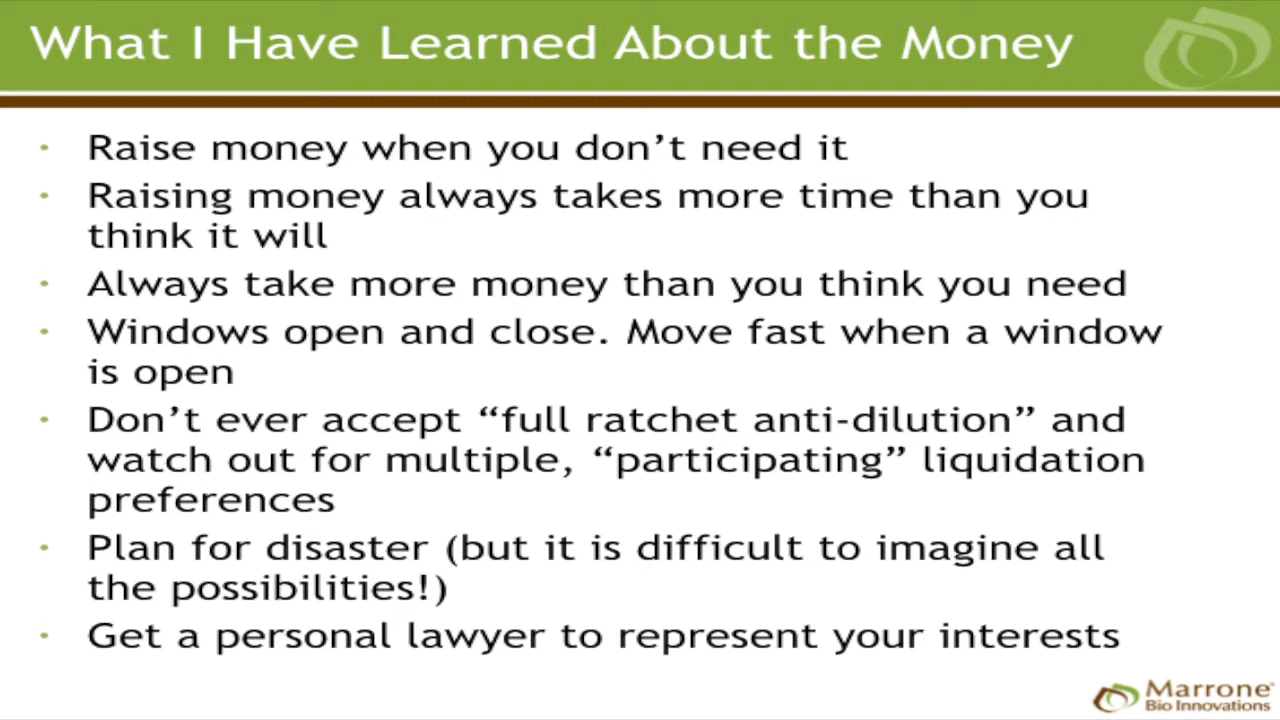 What I Have Learned About the Money
• Raise money when you don’t need it
• Raising money always takes more time than you
think it will
• Always take more money than you think you need
• Windows open and close. Move fast when a window
is open
• Don’t ever accept “full ratchet anti-dilution” and
watch out for multiple, “participating” liquidation
preferences
• Plan for disaster (but it is difficult to imagine all
the possibilities!)
• Get a personal lawyer to represent your interests
Marrone®
Bio Innovations